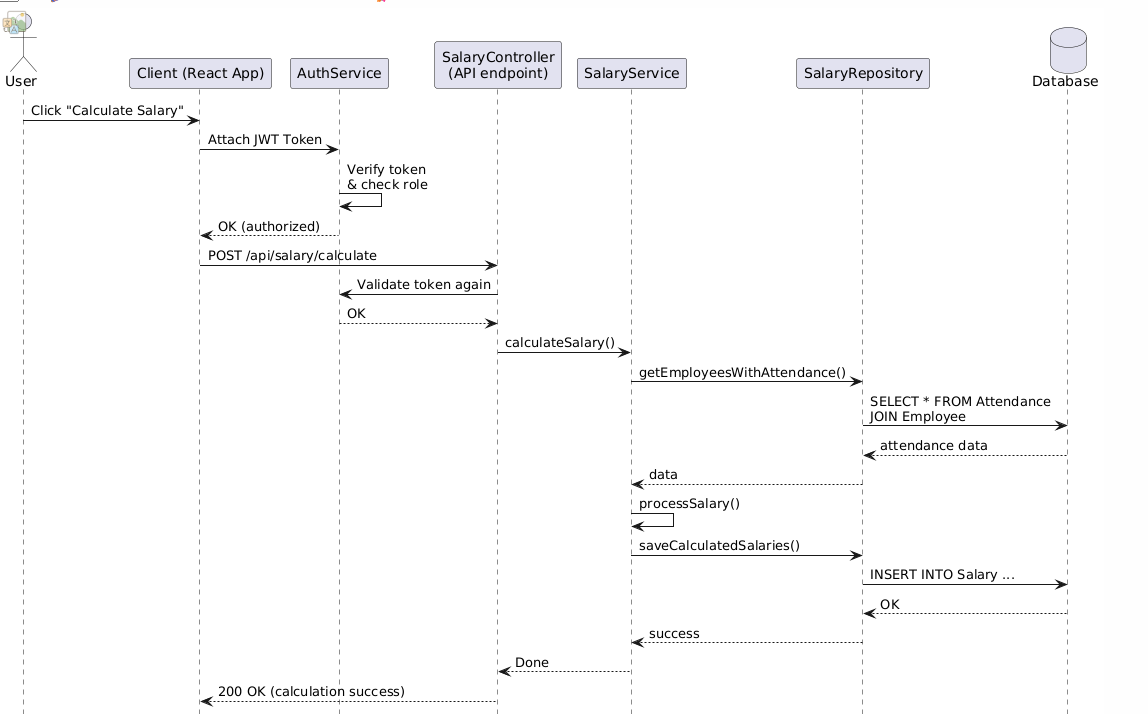 User
Client (React App)
AuthService
SalaryController
(API endpoint)
SalaryService
SalaryRepository
Database
Click "Calculate Salary"
Attach JWT Token
Verify token
& check role
OK (authorized)
POST /api/salary/calculate
Validate token again
OK
calculateSalary()
getEmployeesWithAttendance()
SELECT * FROM Attendance
JOIN Employee
attendance data
data
processSalary()
saveCalculatedSalaries()
INSERT INTO Salary ...
OK
success
Done
200 OK (calculation success)